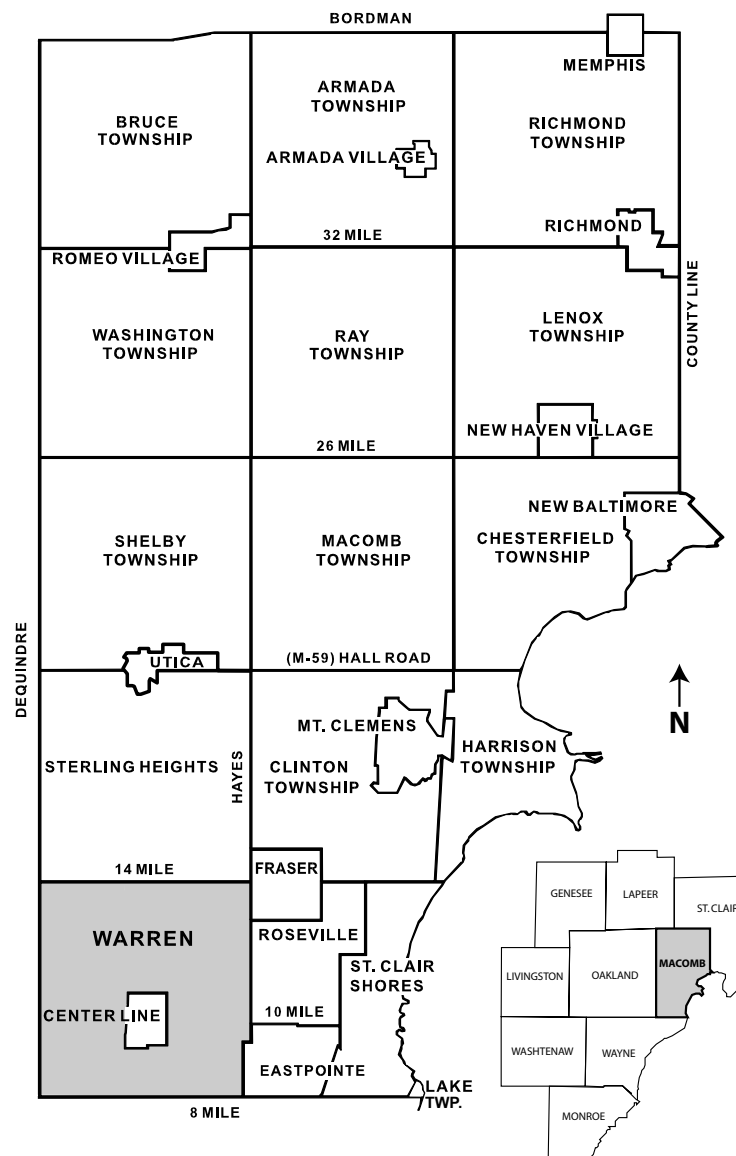 BORDMAN
MEMPHIS
ARMADA
TOWNSHIP
BRUCE
TOWNSHIP
RICHMOND
TOWNSHIP
ARMADA VILLAGE
RICHMOND
32 MILE
ROMEO VILLAGE
COUNTY LINE
LENOX
TOWNSHIP
WASHINGTON
TOWNSHIP
RAY
TOWNSHIP
NEW HAVEN VILLAGE
26 MILE
NEW BALTIMORE
SHELBY
TOWNSHIP
MACOMB
TOWNSHIP
CHESTERFIELD
TOWNSHIP
DEQUINDRE
UTICA
(M-59) HALL ROAD
N
MT. CLEMENS
HARRISON
TOWNSHIP
STERLING HEIGHTS
HAYES
CLINTON
TOWNSHIP
14 MILE
FRASER
GENESEE
LAPEER
ST. CLAIR
WARREN
ROSEVILLE
ST. CLAIR
SHORES
MACOMB
LIVINGSTON
OAKLAND
CENTER LINE
10 MILE
WASHTENAW
WAYNE
EASTPOINTE
LAKE
TWP.
8 MILE
MONROE